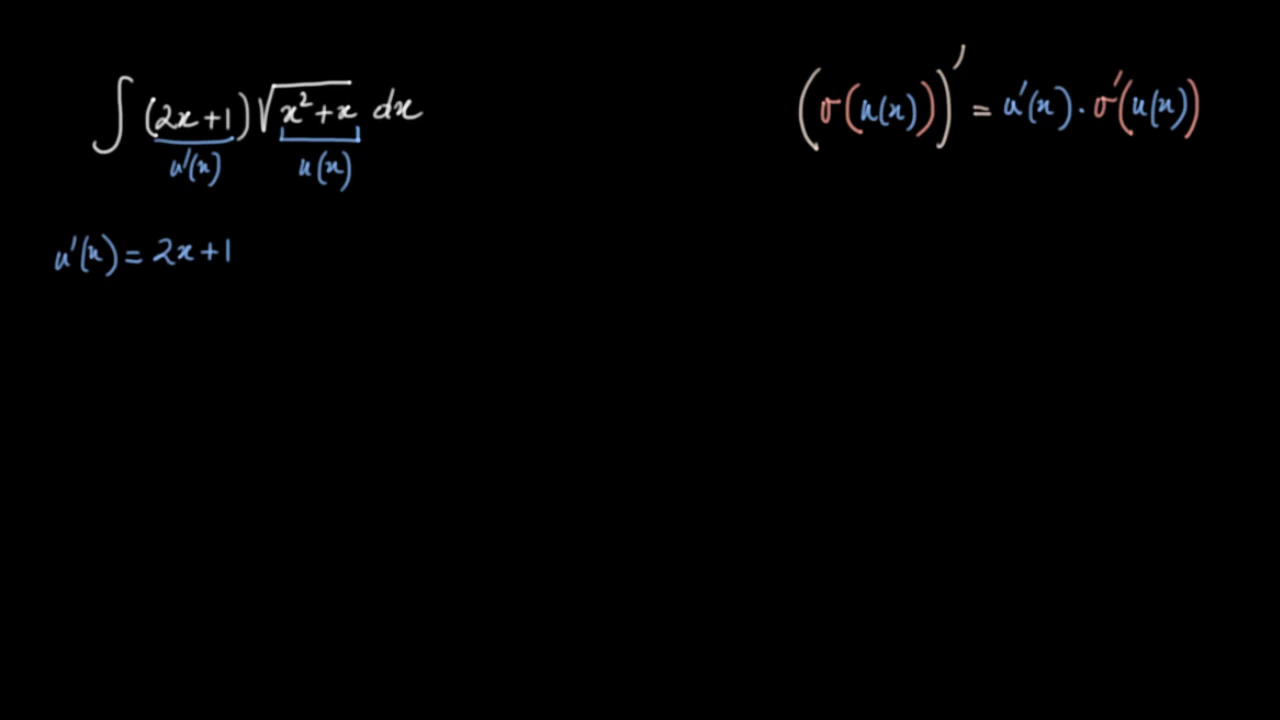 ∫ (2x+1) √(x²+x) dx
u'(x) u(x)
u'(x) = 2x+1
(σ(u(x)))' = u'(x) · σ'(u(x))